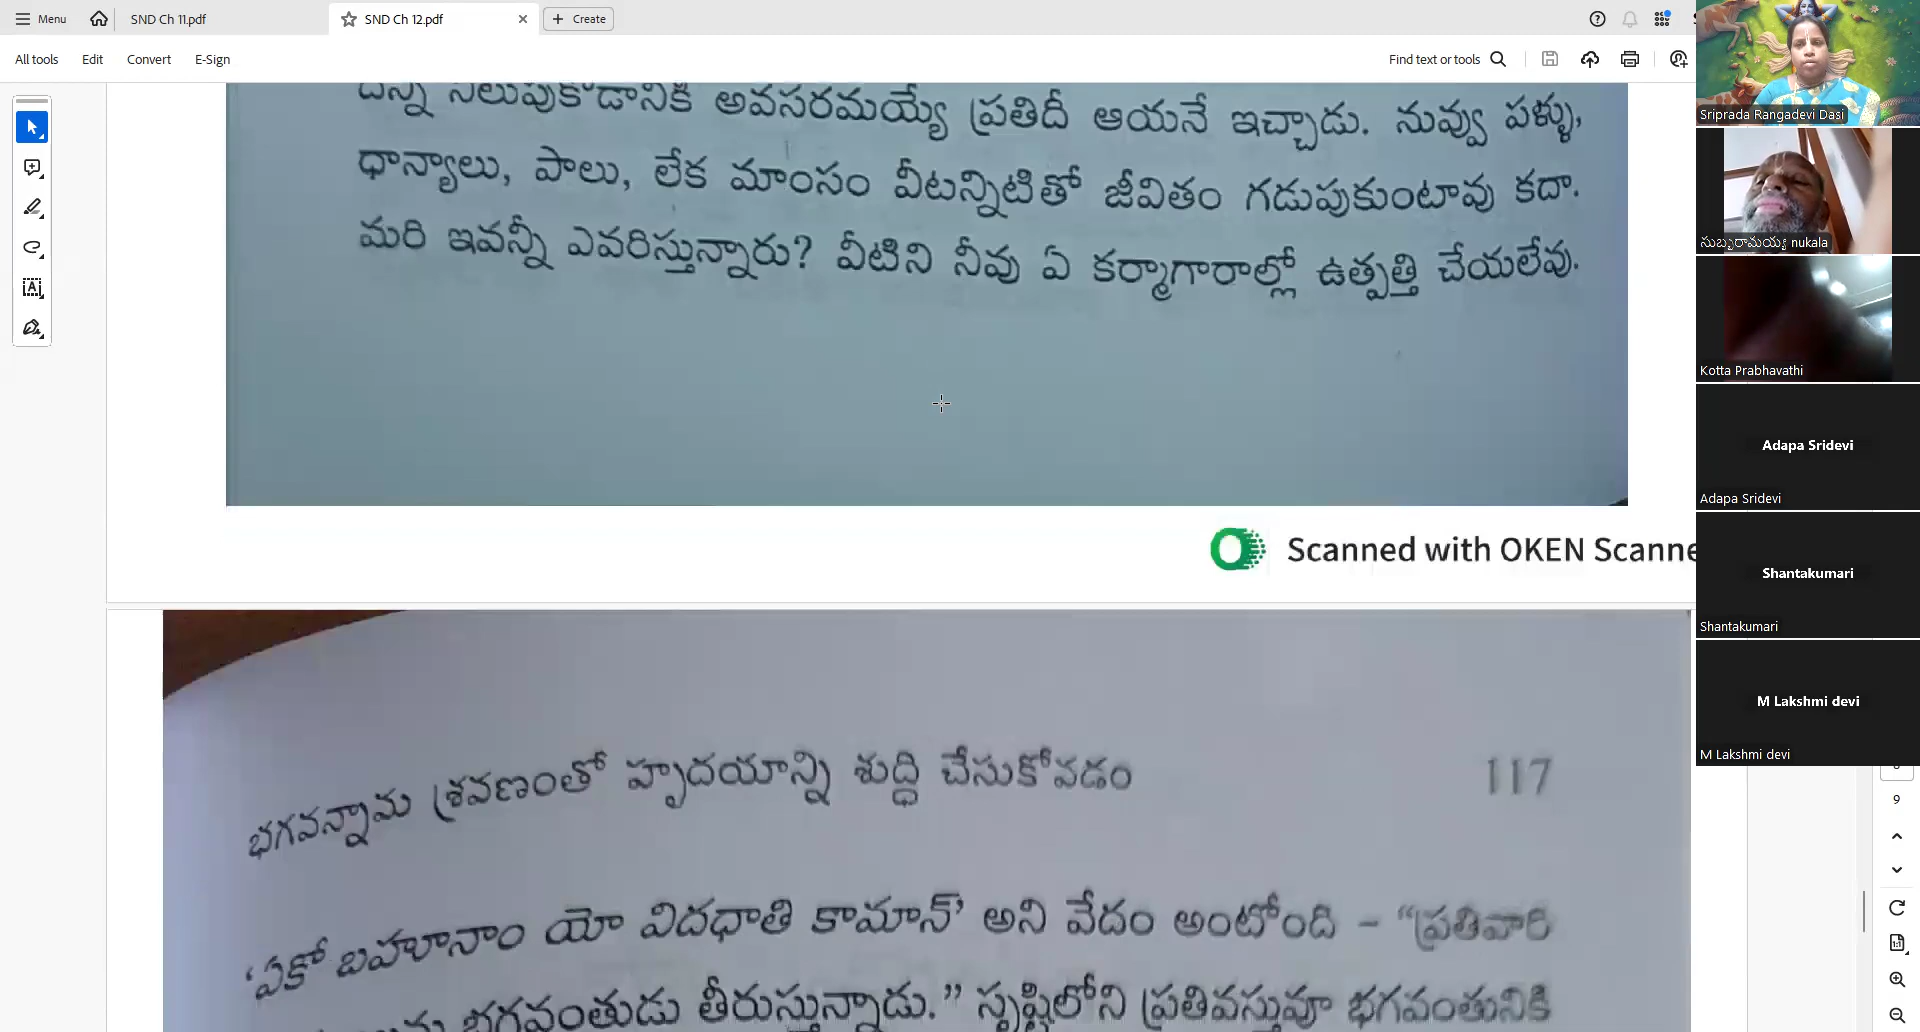 Menu
SND Ch 11.pdf
SND Ch 12.pdf
Create
All tools
Edit
Convert
E-Sign
Find text or tools
నిలుపుకోడానికి అవసరమయ్యే ప్రతిదీ ఆయనే ఇచ్చాడు. నువ్వు పళ్ళు,
ధాన్యాలు, పాలు, లేక మాంసం వీటన్నిటితో జీవితం గడుపుకుంటావు కదా.
మరి ఇవన్నీ ఎవరిస్తున్నారు? వీటిని నీవు ఏ కర్మాగారాల్లో ఉత్పత్తి చేయలేవు.
Scanned with OKEN Scanne
భగవన్నామ శ్రవణంతో హృదయాన్ని శుద్ధి చేసుకోవడం 117
‘ఏకో బహూనాం యో విదధాతి కామాన్’ అని వేదం అంటోంది – “ప్రతివారి
భగవంతుడు తీరుస్తున్నాడు.” సృష్టిలోని ప్రతివస్తువూ భగవంతునికి
Sriprada Rangadevi Dasi
సుబ్బరామయ్య nukala
Kotta Prabhavathi
Adapa Sridevi
Adapa Sridevi
Shantakumari
Shantakumari
M Lakshmi devi
M Lakshmi devi
9